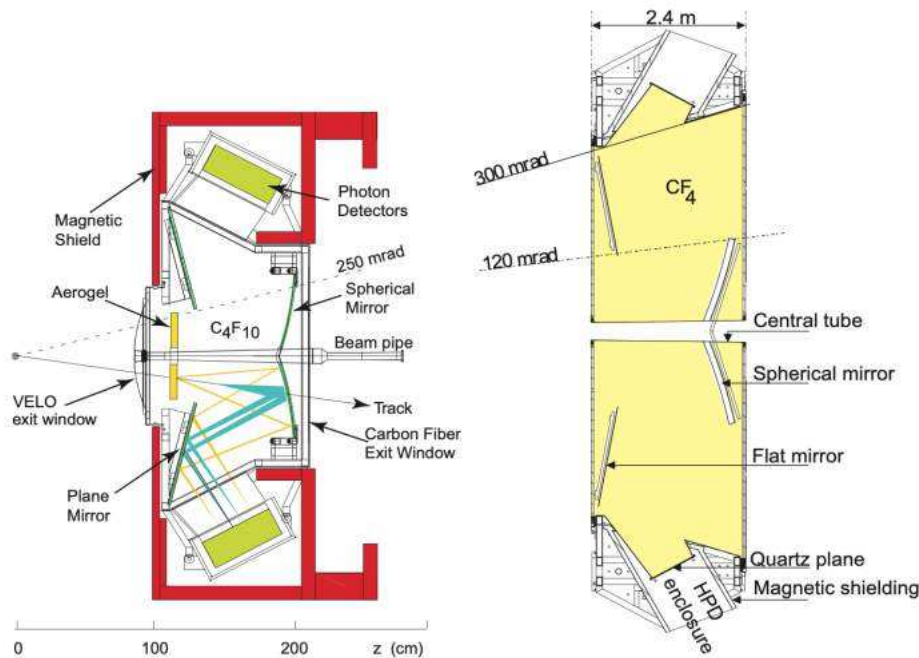 Magnetic
Shield
Aerogel
VELO
exit window
Plane
Mirror
C4F10
Photon
Detectors
250 mrad
Spherical
Mirror
Beam pipe
Track
Carbon Fiber
Exit Window
0
100
200
z (cm)
2.4 m
300 mrad
CF4
120 mrad
Central tube
Spherical mirror
Flat mirror
Quartz plane
HPD
enclosure
Magnetic shielding